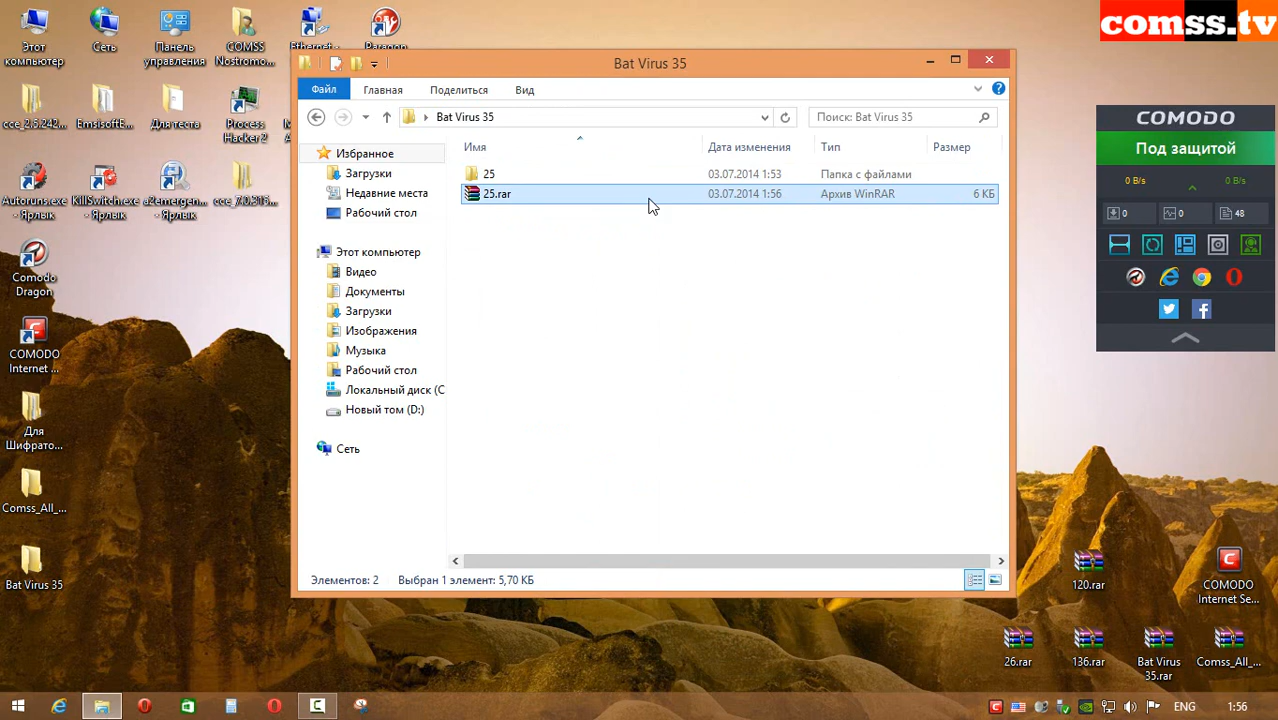 comss.tv
Этот
компьютер
Сеть
Панель
управления
COMSS
Nostromo...
Ethernet-
Paragon
cce_2.5.242...
EmsisoftE...
Для теста
Process
Hacker 2
Autoruns.exe
- Ярлык
KillSwitch.exe
- Ярлык
a2emergen...
- Ярлык
cce_7.0.313...
Comodo
Dragon
COMODO
Internet ...
Для
Шифрато...
Comss_All_...
Bat Virus 35
Bat Virus 35
Файл
Главная
Поделиться
Вид
Bat Virus 35
Поиск: Bat Virus 35
Имя
Дата изменения
Тип
Размер
25
03.07.2014 1:53
Папка с файлами
25.rar
03.07.2014 1:56
Архив WinRAR
6 КБ
Избранное
Загрузки
Недавние места
Рабочий стол
Этот компьютер
Видео
Документы
Загрузки
Изображения
Музыка
Рабочий стол
Локальный диск (C
Новый том (D:)
Сеть
Элементов: 2
Выбран 1 элемент: 5,70 КБ
COMODO
Под защитой
0 B/s
0 B/s
0
0
48
120.rar
COMODO
Internet Se...
26.rar
136.rar
Bat Virus
35.rar
Comss_All_...
ENG
1:56